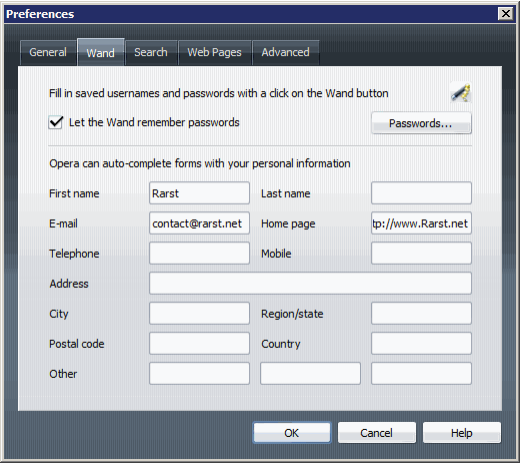 Preferences
General Wand Search Web Pages Advanced
Fill in saved usernames and passwords with a click on the Wand button
Let the Wand remember passwords Passwords...
Opera can auto-complete forms with your personal information
First name Rarst Last name
E-mail contact@rarst.net Home page tp://www.Rarst.net
Telephone Mobile
Address
City Region/state
Postal code Country
Other
OK Cancel Help